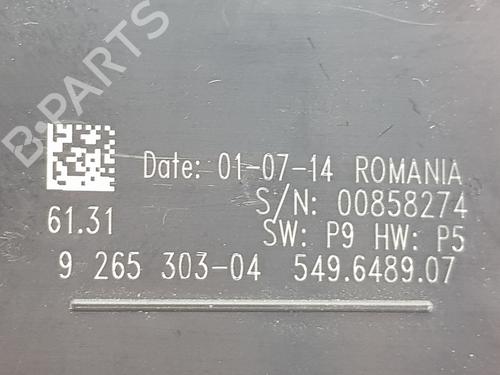 B-PARTS
Date: 01-07-14 ROMANIA
S/N: 00858274
61.31
SW: P9 HW: P5
9 265 303-04 549.6489.07